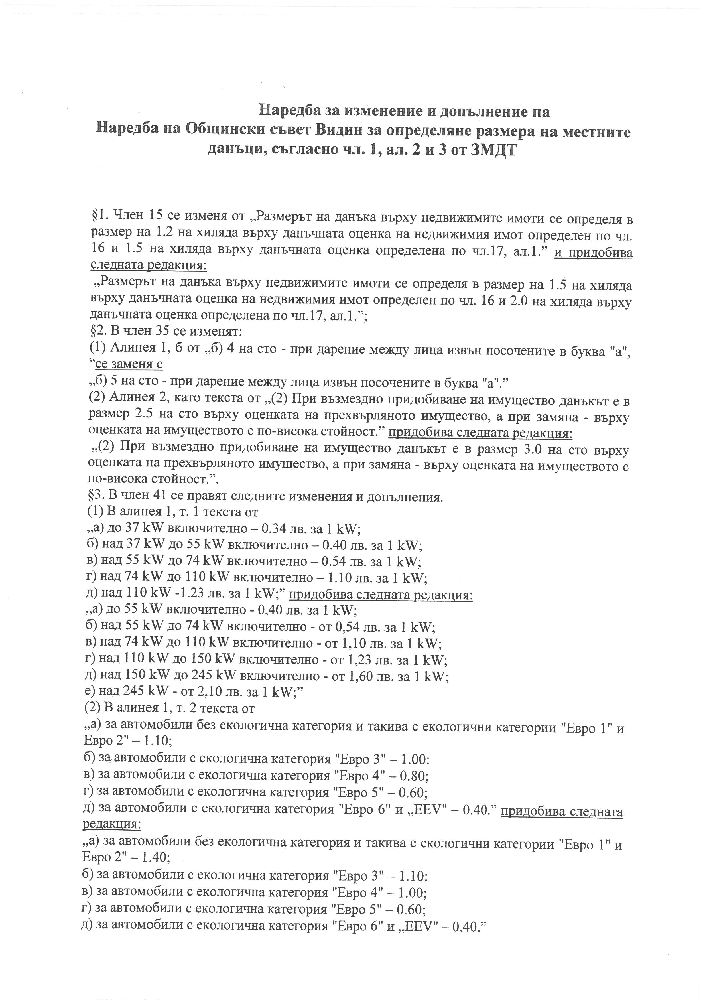 Наредба за изменение и допълнение на
Наредба на Общински съвет Видин за определяне размера на местните
данъци, съгласно чл. 1, ал. 2 и 3 от ЗМДТ
§1. Член 15 се изменя от „Размерът на данъка върху недвижимите имоти се определя в
размер на 1.2 на хиляда върху данъчната оценка на недвижимия имот определен по чл.
16 и 1.5 на хиляда върху данъчната оценка определена по чл.17, ал.1.” и придобива
следната редакция:
„Размерът на данъка върху недвижимите имоти се определя в размер на 1.5 на хиляда
върху данъчната оценка на недвижимия имот определен по чл. 16 и 2.0 на хиляда върху
данъчната оценка определена по чл.17, ал.1.”;
§2. В член 35 се изменят:
(1) Алинея 1, б от „б) 4 на сто - при дарение между лица извън посочените в буква "а",
“се заменя с
„б) 5 на сто - при дарение между лица извън посочените в буква "а".”
(2) Алинея 2, като текста от „(2) При възмездно придобиване на имущество данъкът е в
размер 2.5 на сто върху оценката на прехвърляното имущество, а при замяна - върху
оценката на имуществото с по-висока стойност.” придобива следната редакция:
„(2) При възмездно придобиване на имущество данъкът е в размер 3.0 на сто върху
оценката на прехвърляното имущество, а при замяна - върху оценката на имуществото с
по-висока стойност.”.
§3. В член 41 се правят следните изменения и допълнения.
(1) В алинея 1, т. 1 текста от
„а) до 37 kW включително – 0.34 лв. за 1 kW;
б) над 37 kW до 55 kW включително – 0.40 лв. за 1 kW;
в) над 55 kW до 74 kW включително – 0.54 лв. за 1 kW;
г) над 74 kW до 110 kW включително – 1.10 лв. за 1 kW;
д) над 110 kW -1.23 лв. за 1 kW;” придобива следната редакция:
„а) до 55 kW включително - 0,40 лв. за 1 kW;
б) над 55 kW до 74 kW включително - от 0,54 лв. за 1 kW;
в) над 74 kW до 110 kW включително - от 1,10 лв. за 1 kW;
г) над 110 kW до 150 kW включително - от 1,23 лв. за 1 kW;
д) над 150 kW до 245 kW включително - от 1,60 лв. за 1 kW;
е) над 245 kW - от 2,10 лв. за 1 kW;”
(2) В алинея 1, т. 2 текста от
„а) за автомобили без екологична категория и такива с екологични категории "Евро 1" и
Евро 2" – 1.10;
б) за автомобили с екологична категория "Евро 3" – 1.00:
в) за автомобили с екологична категория "Евро 4" – 0.80;
г) за автомобили с екологична категория "Евро 5" – 0.60;
д) за автомобили с екологична категория "Евро 6" и „EEV" – 0.40.” придобива следната
редакция:
„а) за автомобили без екологична категория и такива с екологични категории "Евро 1" и
Евро 2" – 1.40;
б) за автомобили с екологична категория "Евро 3" – 1.10:
в) за автомобили с екологична категория "Евро 4" – 1.00;
г) за автомобили с екологична категория "Евро 5" – 0.60;
д) за автомобили с екологична категория "Евро 6" и „EEV" – 0.40.”